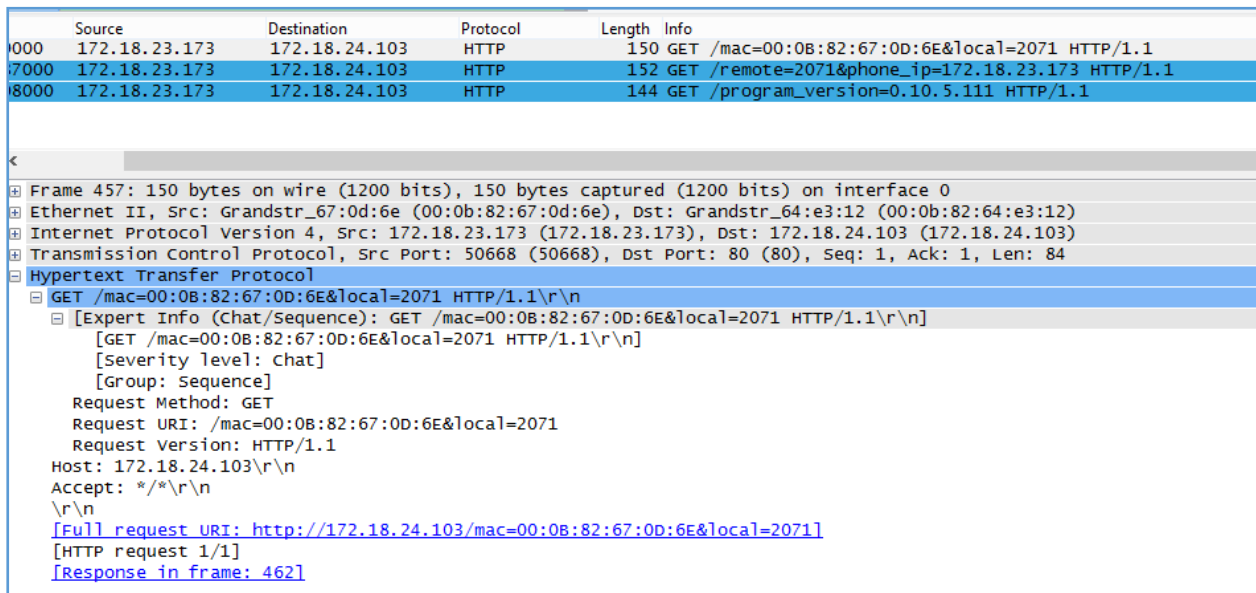 Source Destination Protocol Length Info
000 172.18.23.173 172.18.24.103 HTTP 150 GET /mac=00:0B:82:67:0D:6E&local=2071 HTTP/1.1
7000 172.18.23.173 172.18.24.103 HTTP 152 GET /remote=2071&phone_ip=172.18.23.173 HTTP/1.1
8000 172.18.23.173 172.18.24.103 HTTP 144 GET /program_version=0.10.5.111 HTTP/1.1
Frame 457: 150 bytes on wire (1200 bits), 150 bytes captured (1200 bits) on interface 0
Ethernet II, Src: Grandstr_67:0d:6e (00:0b:82:67:0d:6e), Dst: Grandstr_64:e3:12 (00:0b:82:64:e3:12)
Internet Protocol Version 4, Src: 172.18.23.173 (172.18.23.173), Dst: 172.18.24.103 (172.18.24.103)
Transmission Control Protocol, Src Port: 50668 (50668), Dst Port: 80 (80), Seq: 1, Ack: 1, Len: 84
Hypertext Transfer Protocol
GET /mac=00:0B:82:67:0D:6E&local=2071 HTTP/1.1\r\n
[Expert Info (Chat/Sequence): GET /mac=00:0B:82:67:0D:6E&local=2071 HTTP/1.1\r\n]
[GET /mac=00:0B:82:67:0D:6E&local=2071 HTTP/1.1\r\n]
[Severity level: Chat]
[Group: Sequence]
Request Method: GET
Request URI: /mac=00:0B:82:67:0D:6E&local=2071
Request Version: HTTP/1.1
Host: 172.18.24.103\r\n
Accept: */*\r\n
\r\n
[Full request URI: http://172.18.24.103/mac=00:0B:82:67:0D:6E&local=2071]
[HTTP request 1/1]
[Response in frame: 462]